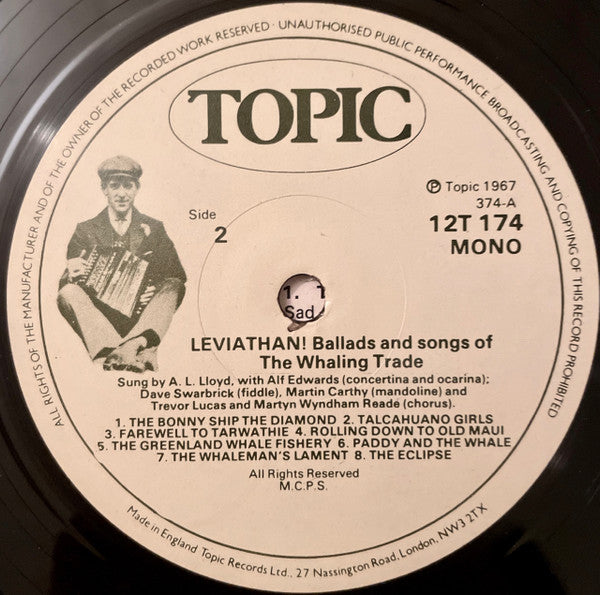 ALL RIGHTS OF THE MANUFACTURER AND OF THE OWNER OF THE RECORDED WORK RESERVED · UNAUTHORISED PUBLIC PERFORMANCE BROADCASTING AND COPYING OF THIS RECORD PROHIBITED
TOPIC
Side
2
Ⓟ Topic 1967
374-A
12T 174
MONO
1. 1
Sad
LEVIATHAN! Ballads and songs of
The Whaling Trade
Sung by A. L. Lloyd, with Alf Edwards (concertina and ocarina);
Dave Swarbrick (fiddle), Martin Carthy (mandoline) and
Trevor Lucas and Martyn Wyndham Reade (chorus).
1. THE BONNY SHIP THE DIAMOND 2. TALCAHUANO GIRLS
3. FAREWELL TO TARWATHIE 4. ROLLING DOWN TO OLD MAUI
5. THE GREENLAND WHALE FISHERY 6. PADDY AND THE WHALE
7. THE WHALEMAN'S LAMENT 8. THE ECLIPSE
All Rights Reserved
M.C.P.S.
Made in England Topic Records Ltd., 27 Nassington Road, London, NW3 2TX